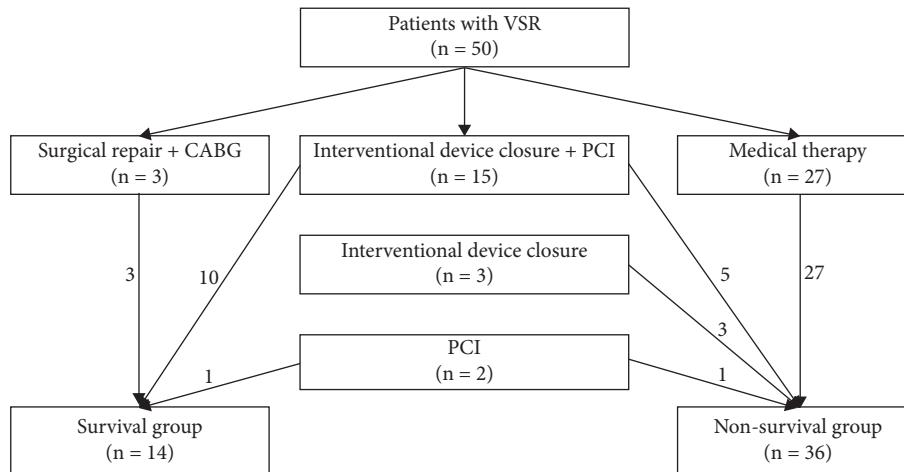 Patients with VSR
(n = 50)
Surgical repair + CABG
(n = 3)
Interventional device closure + PCI
(n = 15)
Medical therapy
(n = 27)
Interventional device closure
(n = 3)
3
10
5
27
3
PCI
(n = 2)
1
1
Survival group
(n = 14)
Non-survival group
(n = 36)